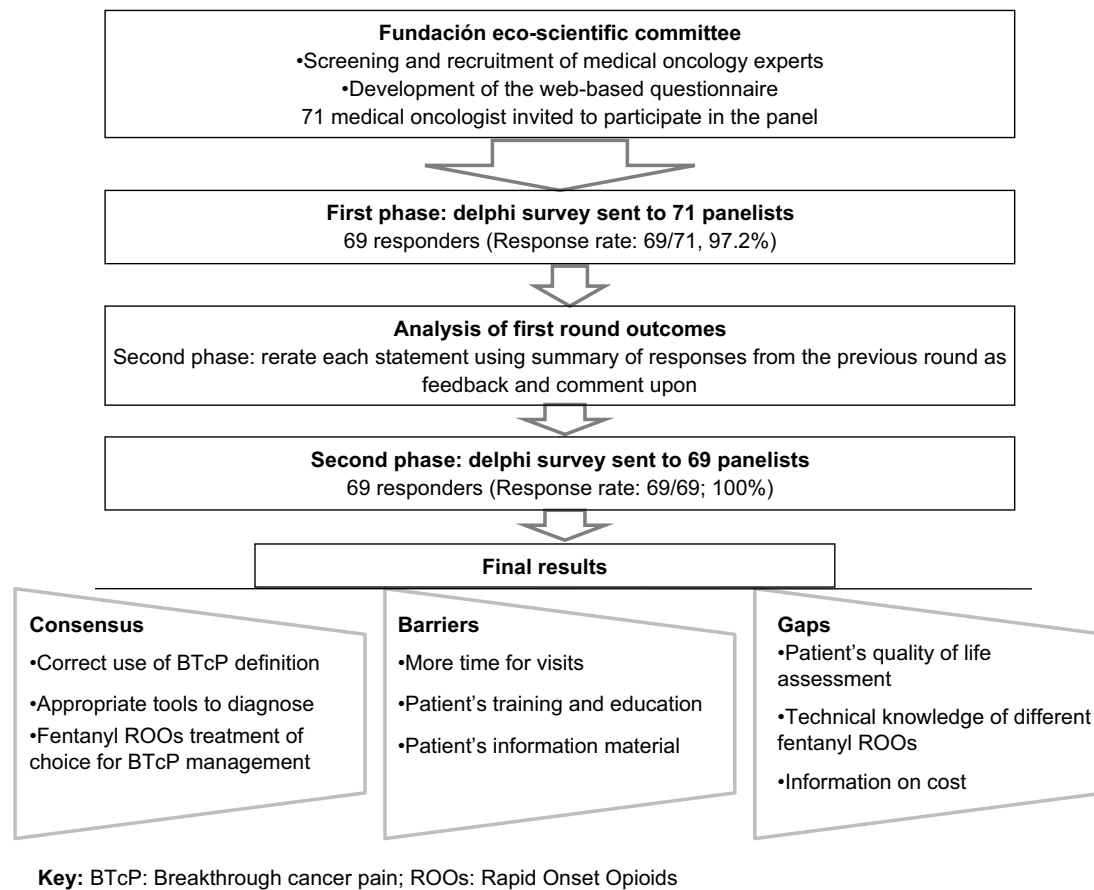 Fundación eco-scientific committee
•Screening and recruitment of medical oncology experts
•Development of the web-based questionnaire
71 medical oncologist invited to participate in the panel
First phase: delphi survey sent to 71 panelists
69 responders (Response rate: 69/71, 97.2%)
Analysis of first round outcomes
Second phase: rerate each statement using summary of responses from the previous round as
feedback and comment upon
Second phase: delphi survey sent to 69 panelists
69 responders (Response rate: 69/69; 100%)
Final results
Consensus
•Correct use of BTcP definition
•Appropriate tools to diagnose
•Fentanyl ROOs treatment of
choice for BTcP management
Barriers
•More time for visits
•Patient’s training and education
•Patient’s information material
Gaps
•Patient’s quality of life
assessment
•Technical knowledge of different
fentanyl ROOs
•Information on cost
Key: BTcP: Breakthrough cancer pain; ROOs: Rapid Onset Opioids